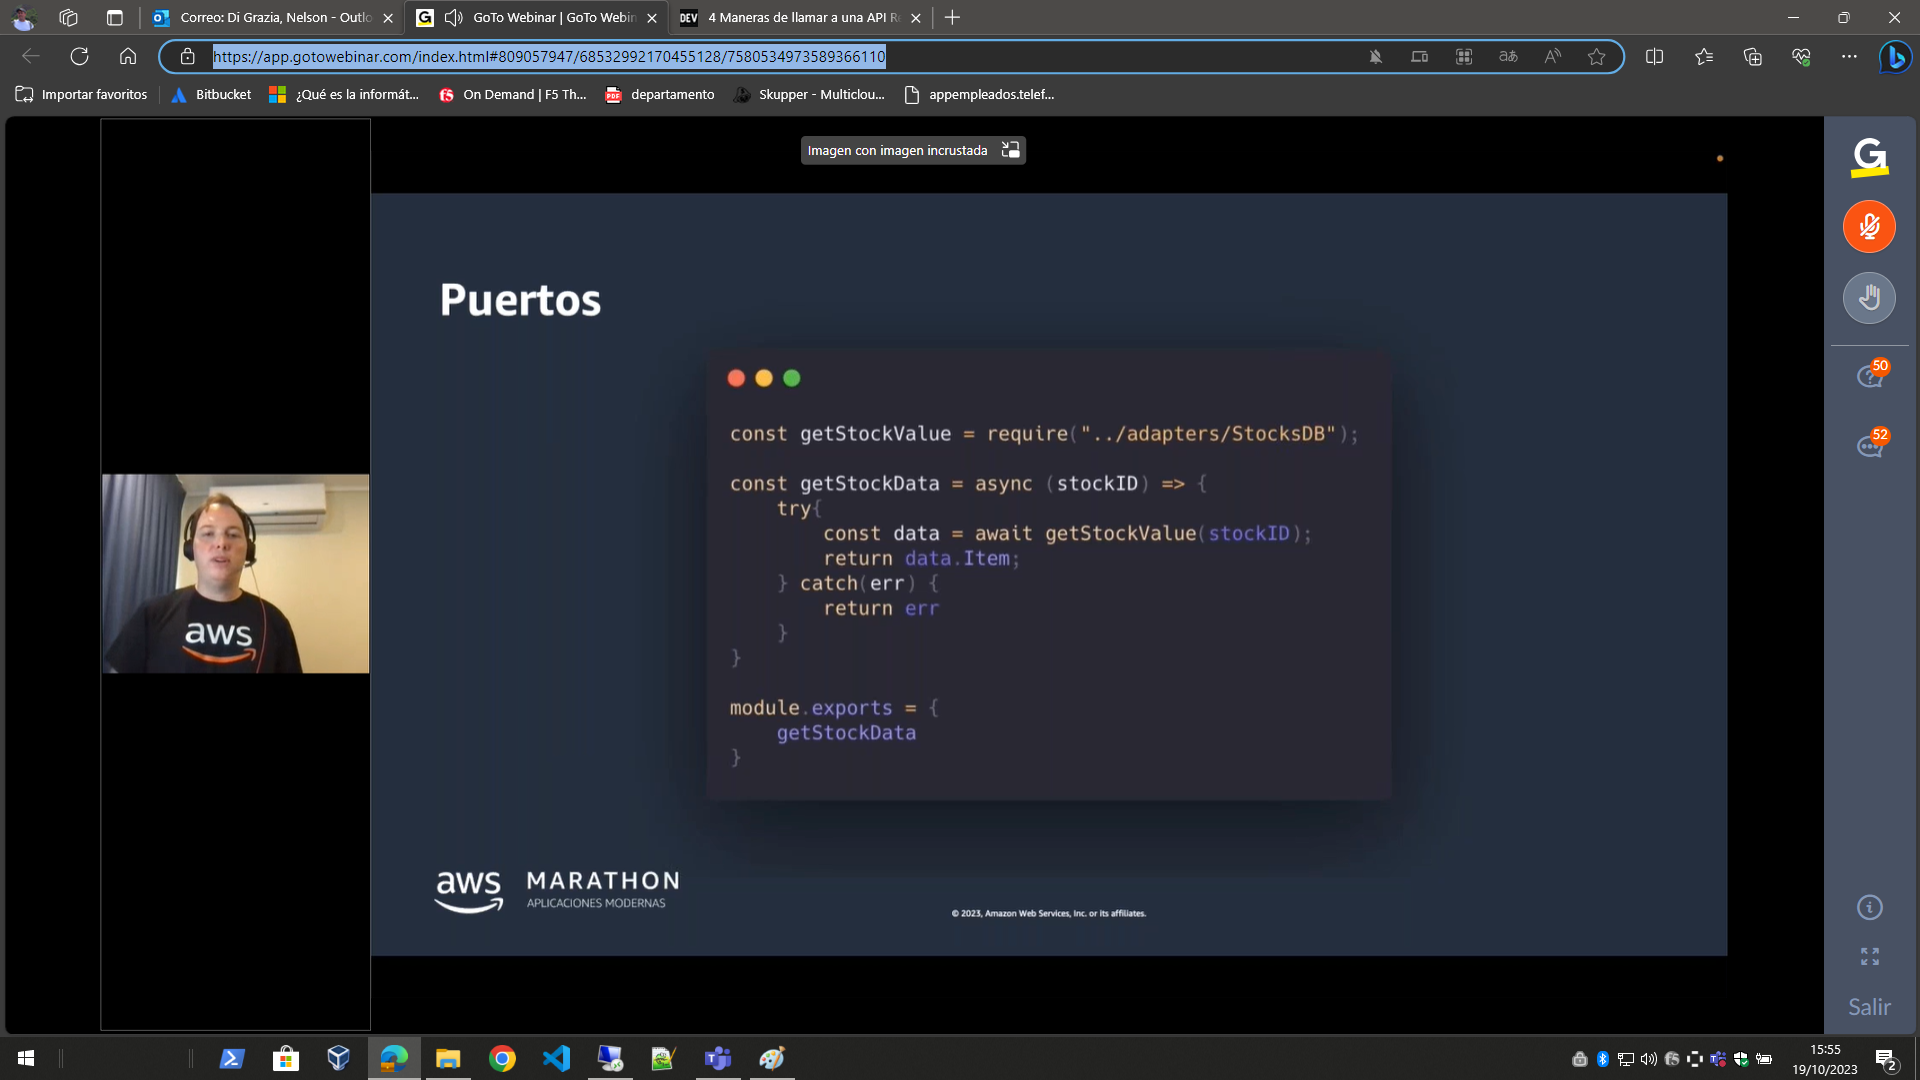 Correo: Di Grazia, Nelson - Outlo
GoTo Webinar | GoTo Webin
DEV
4 Maneras de llamar a una API Re
https://app.gotowebinar.com/index.html#809057947/68532992170455128/7580534973589366110
Importar favoritos
Bitbucket
¿Qué es la informát...
On Demand | F5 Th...
departamento
Skupper - Multiclou...
appempleados.telef...
Imagen con imagen incrustada
Puertos
const getStockValue = require("../adapters/StocksDB");
const getStockData = async (stockID) => {
try{
const data = await getStockValue(stockID);
return data.Item;
} catch(err) {
return err
}
}
module.exports = {
getStockData
}
aws
aws MARATHON
APLICACIONES MODERNAS
© 2023, Amazon Web Services, Inc. or its affiliates.
50
52
Salir
15:55
19/10/2023
2